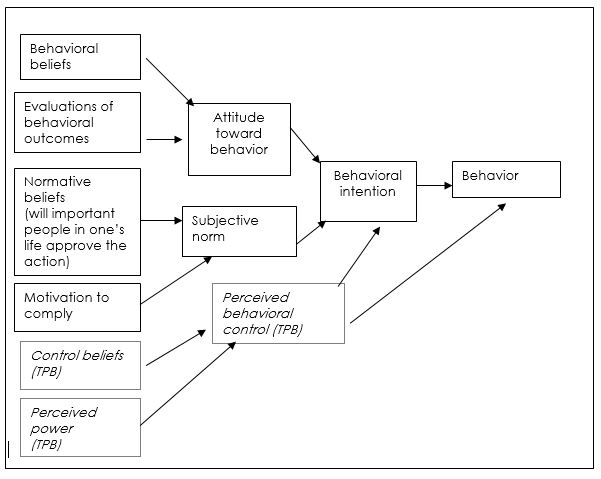 Behavioral
beliefs
Evaluations of
behavioral
outcomes
Attitude
toward
behavior
Behavioral
intention
Behavior
Normative
beliefs
(will important
people in one's
life approve the
action)
Subjective
norm
Motivation to
comply
Perceived
behavioral
control (TPB)
Control beliefs
(TPB)
Perceived
power
(TPB)